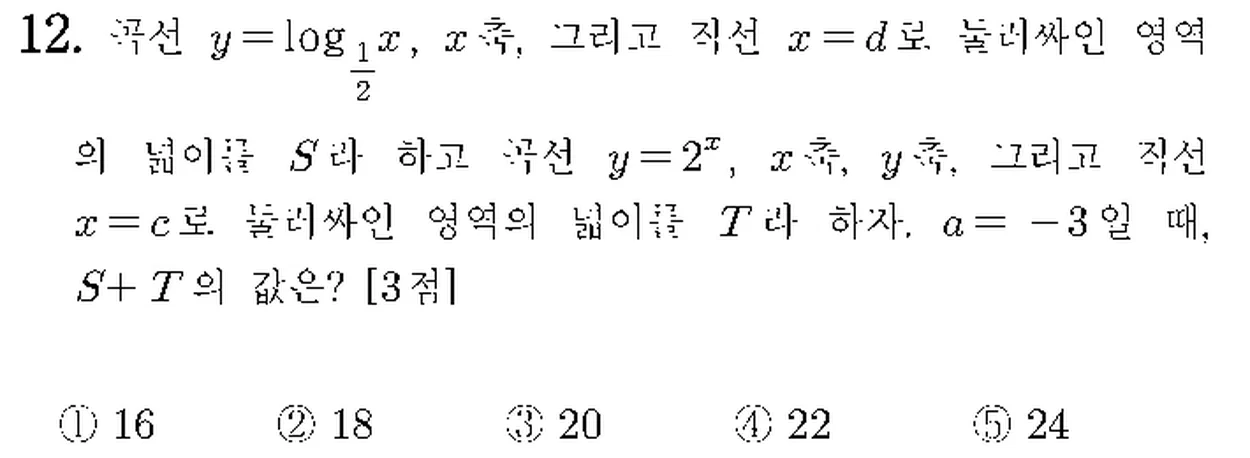 12. 곡선 y=log_{\frac{1}{2}}x, x축, 그리고 직선 x=d로 둘러싸인 영역
의 넓이를 S라 하고 곡선 y=2^x, x축, y축, 그리고 직선
x=c로 둘러싸인 영역의 넓이를 T라 하자. a=-3일 때,
S+T의 값은? [3점]
① 16 ② 18 ③ 20 ④ 22 ⑤ 24